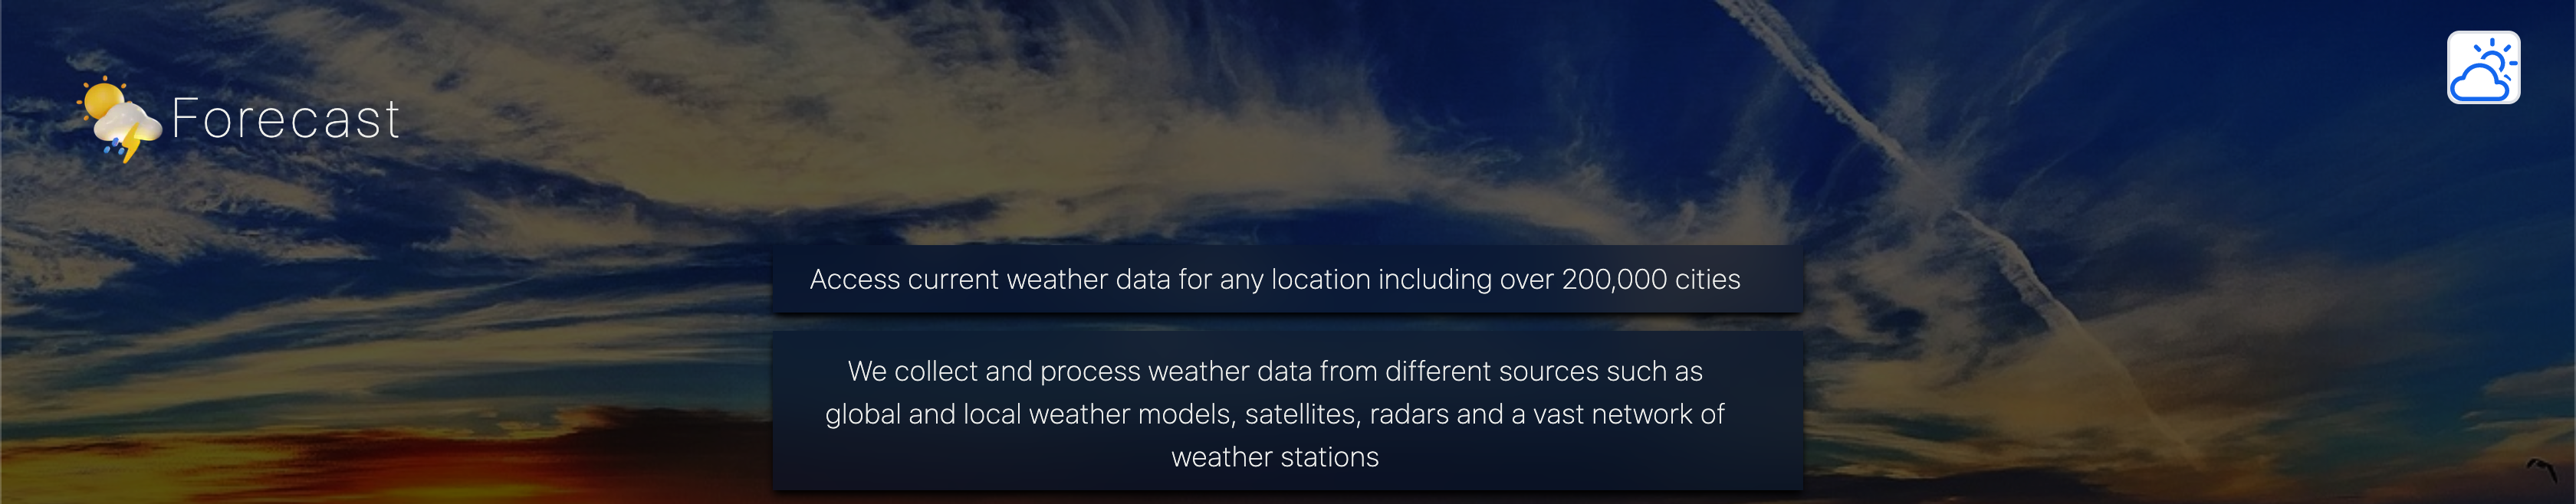 Forecast
Access current weather data for any location including over 200,000 cities
We collect and process weather data from different sources such as
global and local weather models, satellites, radars and a vast network of
weather stations